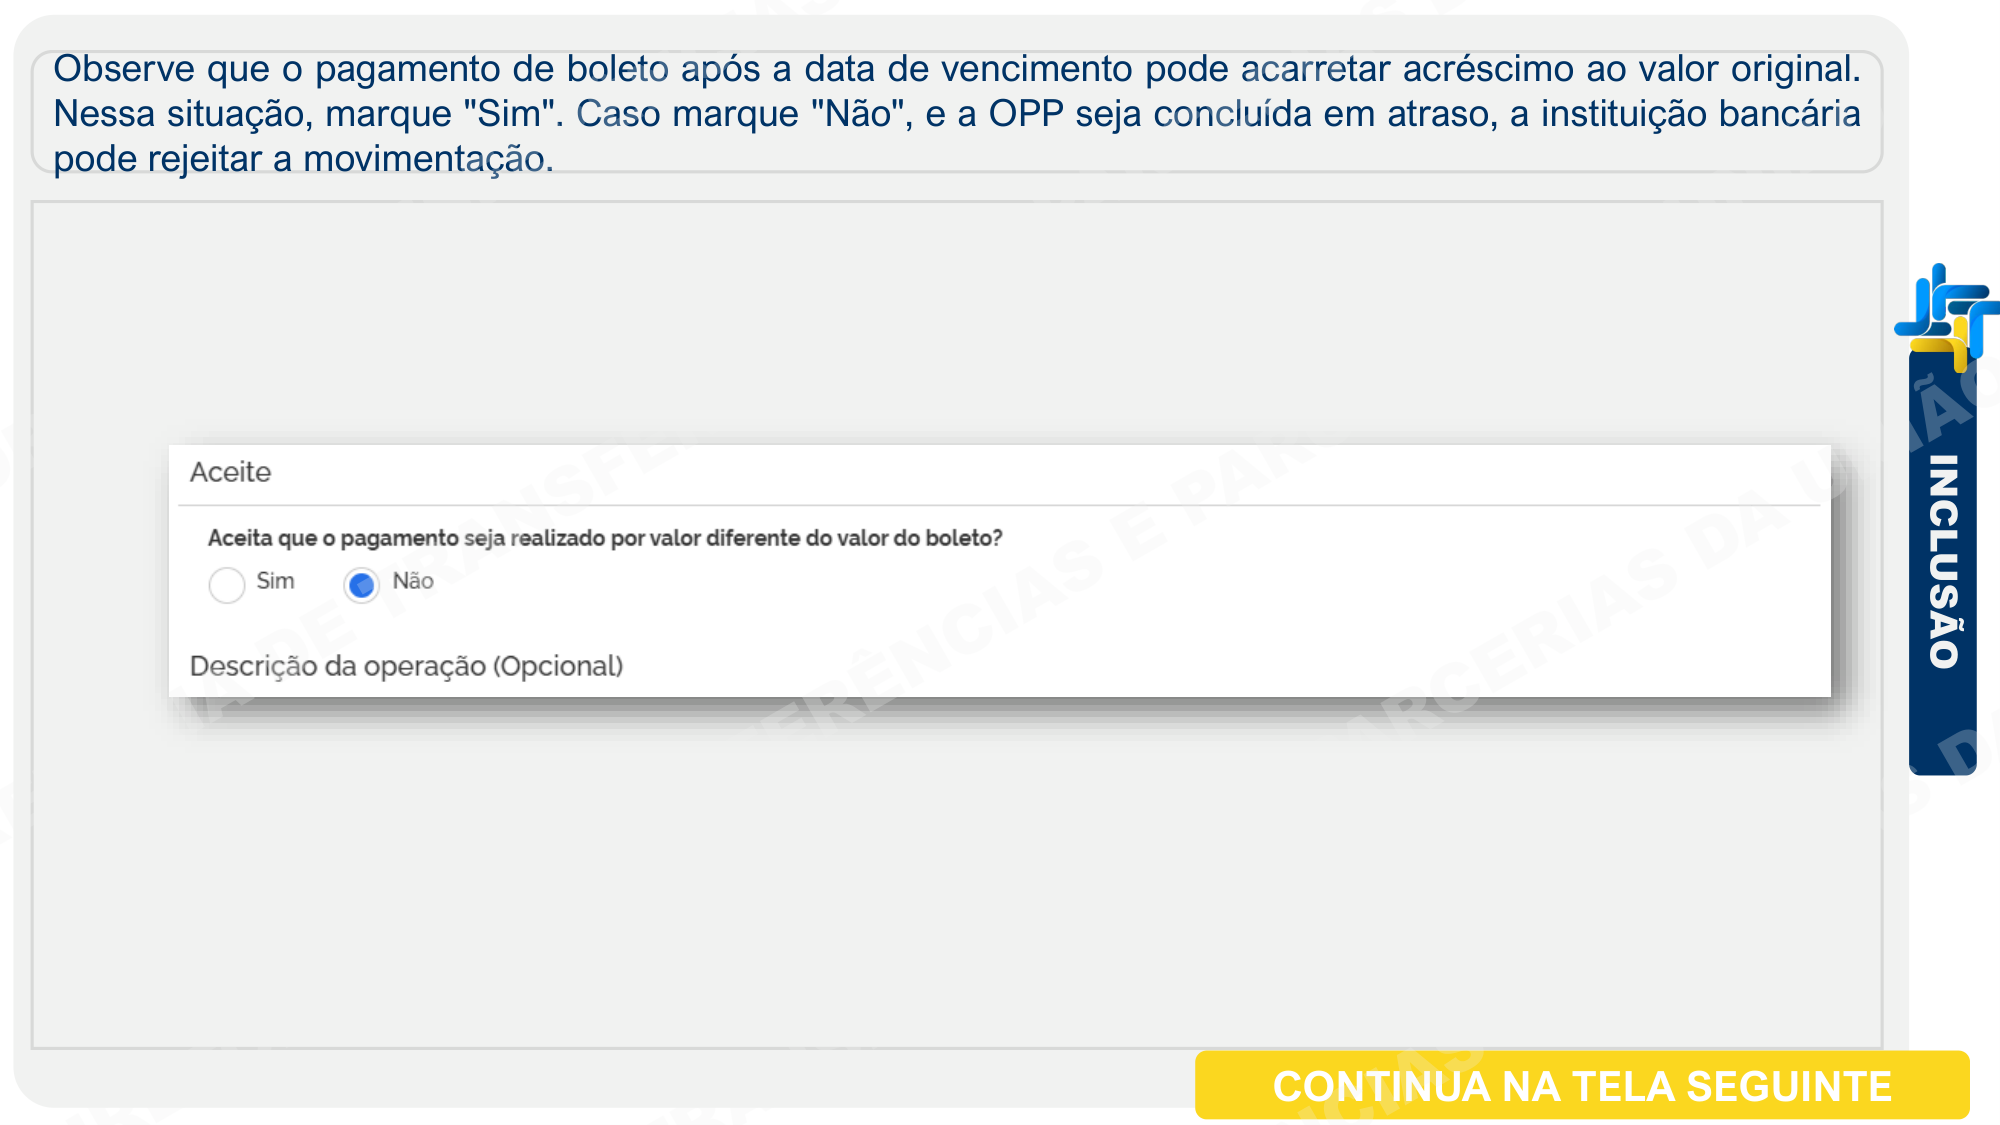 Observe que o pagamento de boleto após a data de vencimento pode acarretar acréscimo ao valor original.
Nessa situação, marque "Sim". Caso marque "Não", e a OPP seja concluída em atraso, a instituição bancária
pode rejeitar a movimentação.
Aceite
Aceita que o pagamento seja realizado por valor diferente do valor do boleto?
Sim
Não
Descrição da operação (Opcional)
INCLUSÃO
CONTINUA NA TELA SEGUINTE